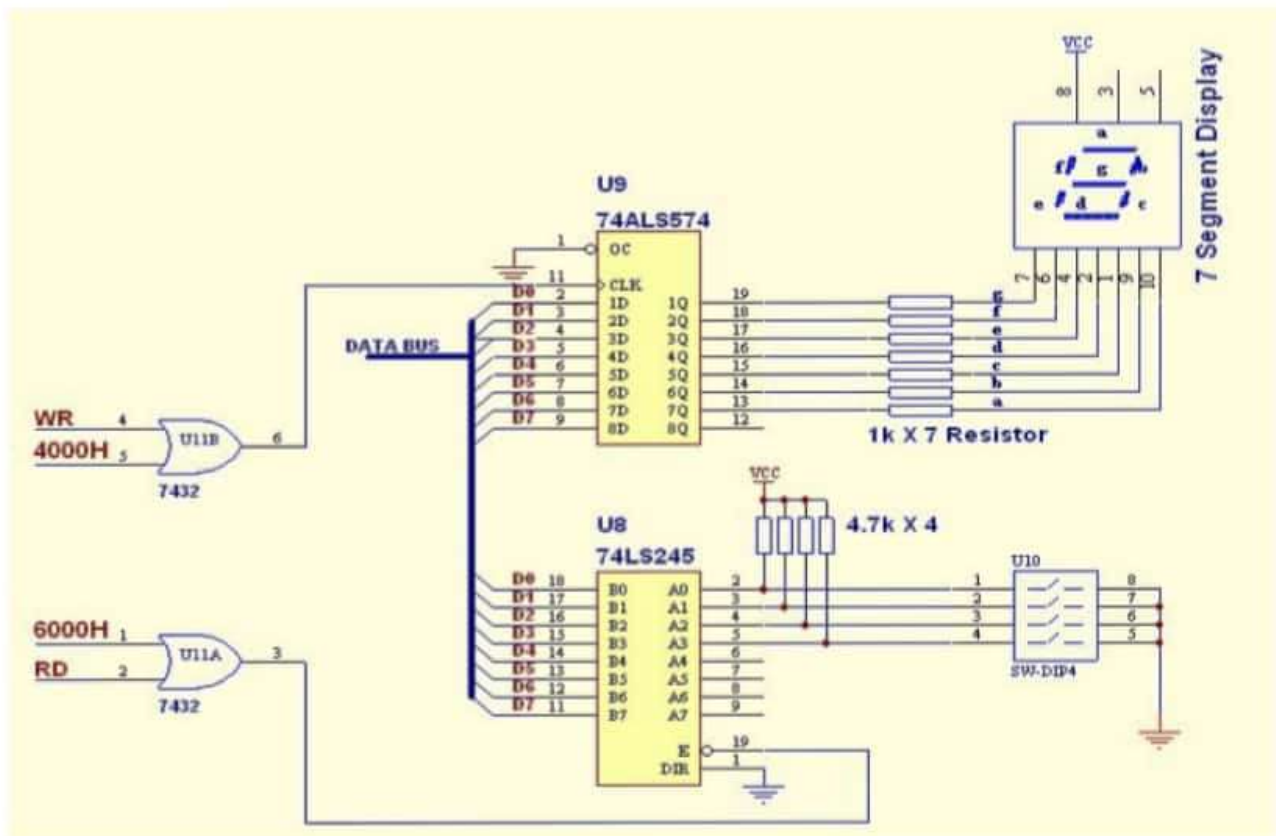 VCC
8 3 5
7 Segment Display
a
f g b
e d c
7 6 4 2 1 9 10
U9
74ALS574
1 OC
11 CLK
D0 2 1D 1Q 19 g
D1 3 2D 2Q 18 f
D2 4 3D 3Q 17 e
D3 5 4D 4Q 16 d
D4 6 5D 5Q 15 c
D5 7 6D 6Q 14 b
D6 8 7D 7Q 13 a
D7 9 8D 8Q 12
DATA BUS
1k X 7 Resistor
WR 4
4000H 5
U11B 6
7432
VCC
4.7k X 4
U8
74LS245
D0 18 B0 A0 2
D1 17 B1 A1 3
D2 16 B2 A2 4
D3 15 B3 A3 5
D4 14 B4 A4 6
D5 13 B5 A5 7
D6 12 B6 A6 8
D7 11 B7 A7 9
E 19
DIR 1
U10
1 8
2 7
3 6
4 5
SW-DIP4
6000H 1
RD 2
U11A 3
7432